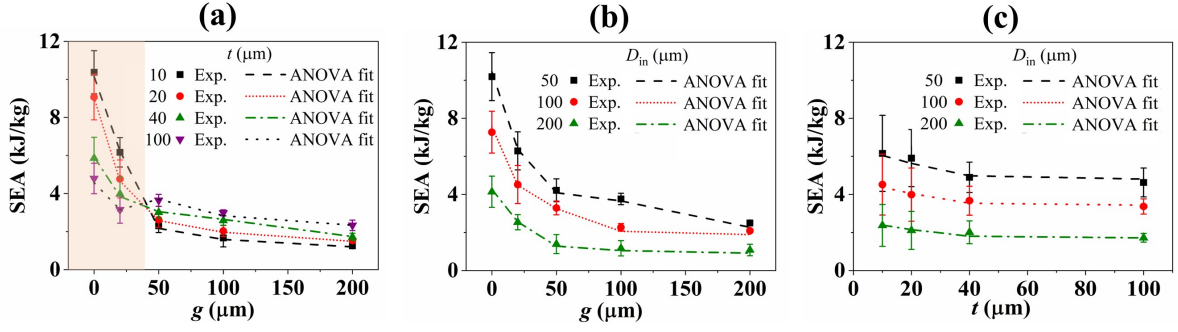 (a)
12
8
4
0
SEA (kJ/kg)
t (μm)
10 Exp. ANOVA fit
20 Exp. ANOVA fit
40 Exp. ANOVA fit
100 Exp. ANOVA fit
0 50 100 150 200
g (μm)
(b)
12
8
4
0
SEA (kJ/kg)
Din (μm)
50 Exp. ANOVA fit
100 Exp. ANOVA fit
200 Exp. ANOVA fit
0 50 100 150 200
g (μm)
(c)
12
8
4
0
SEA (kJ/kg)
Din (μm)
50 Exp. ANOVA fit
100 Exp. ANOVA fit
200 Exp. ANOVA fit
0 20 40 60 80 100
t (μm)